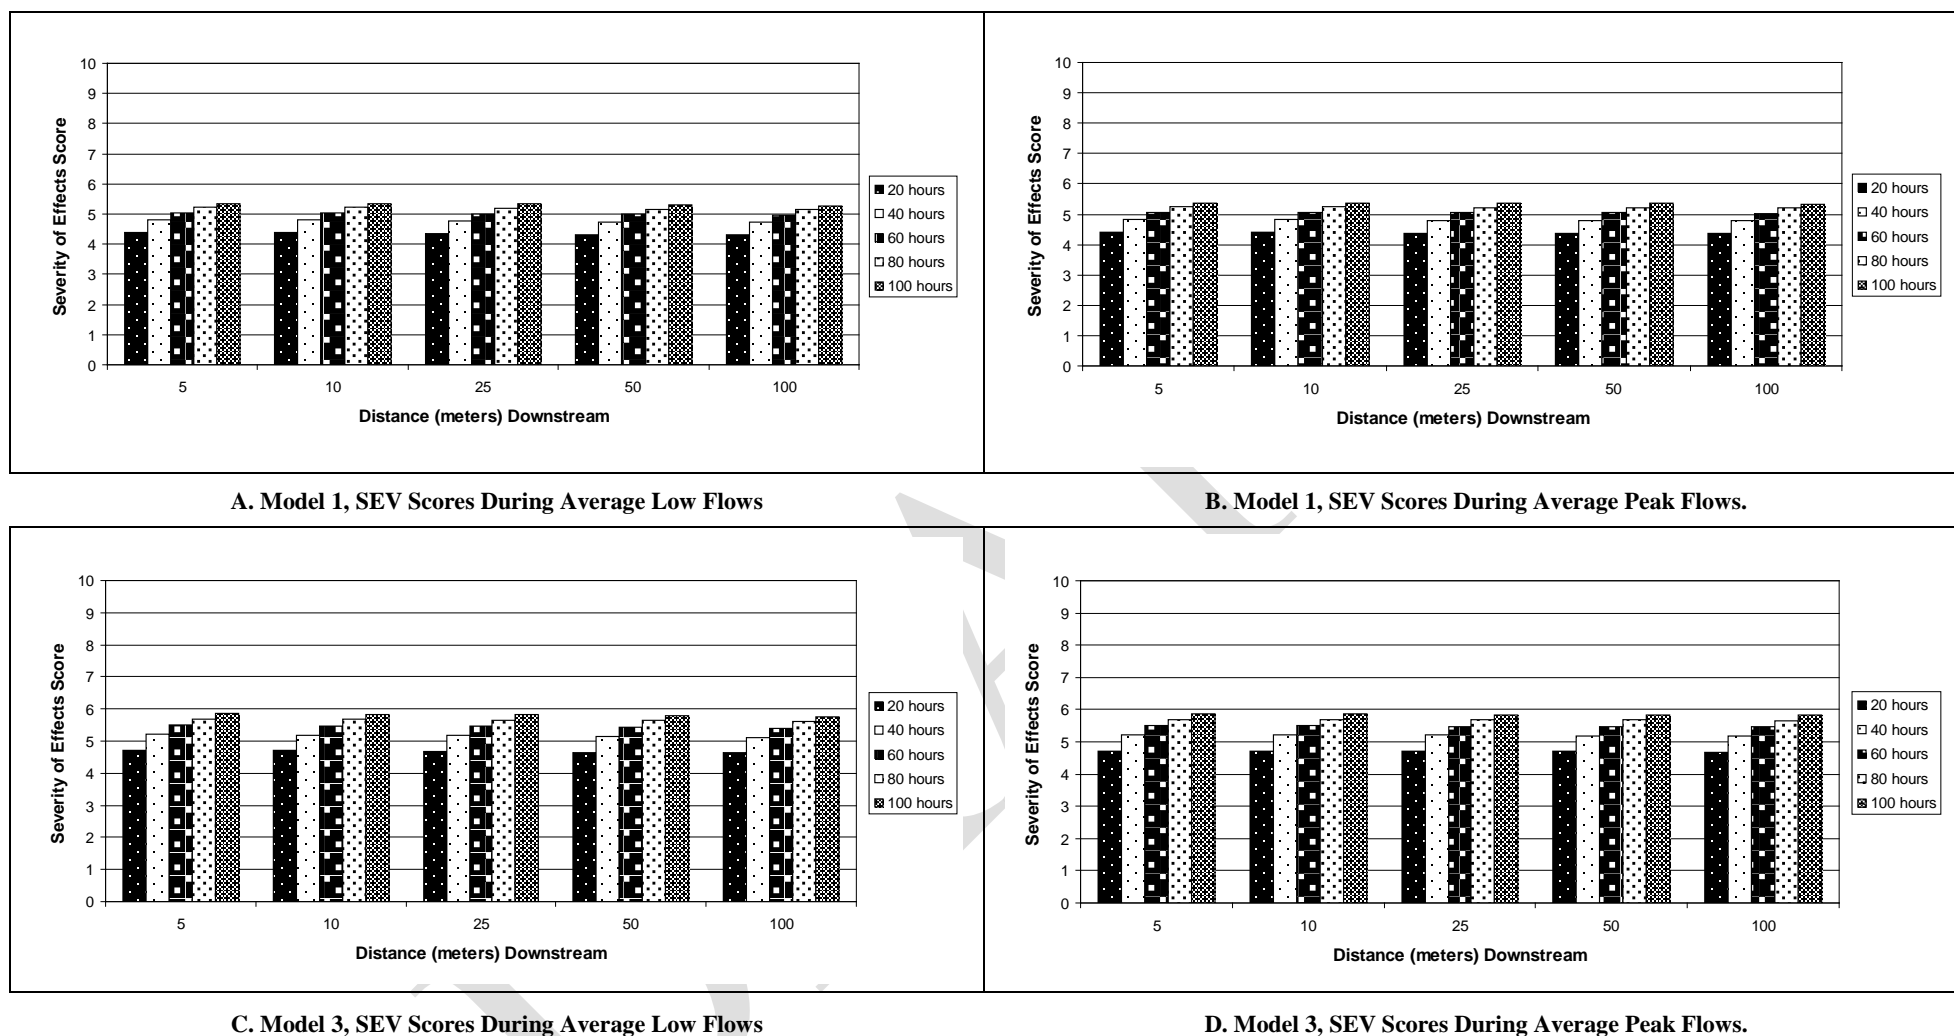 10
9
8
7
6
5
4
3
2
1
0
Severity of Effects Score
5 10 25 50 100
Distance (meters) Downstream
20 hours
40 hours
60 hours
80 hours
100 hours
A. Model 1, SEV Scores During Average Low Flows
10
9
8
7
6
5
4
3
2
1
0
Severity of Effects Score
5 10 25 50 100
Distance (meters) Downstream
20 hours
40 hours
60 hours
80 hours
100 hours
B. Model 1, SEV Scores During Average Peak Flows.
10
9
8
7
6
5
4
3
2
1
0
Severity of Effects Score
5 10 25 50 100
Distance (meters) Downstream
20 hours
40 hours
60 hours
80 hours
100 hours
C. Model 3, SEV Scores During Average Low Flows
10
9
8
7
6
5
4
3
2
1
0
Severity of Effects Score
5 10 25 50 100
Distance (meters) Downstream
20 hours
40 hours
60 hours
80 hours
100 hours
D. Model 3, SEV Scores During Average Peak Flows.